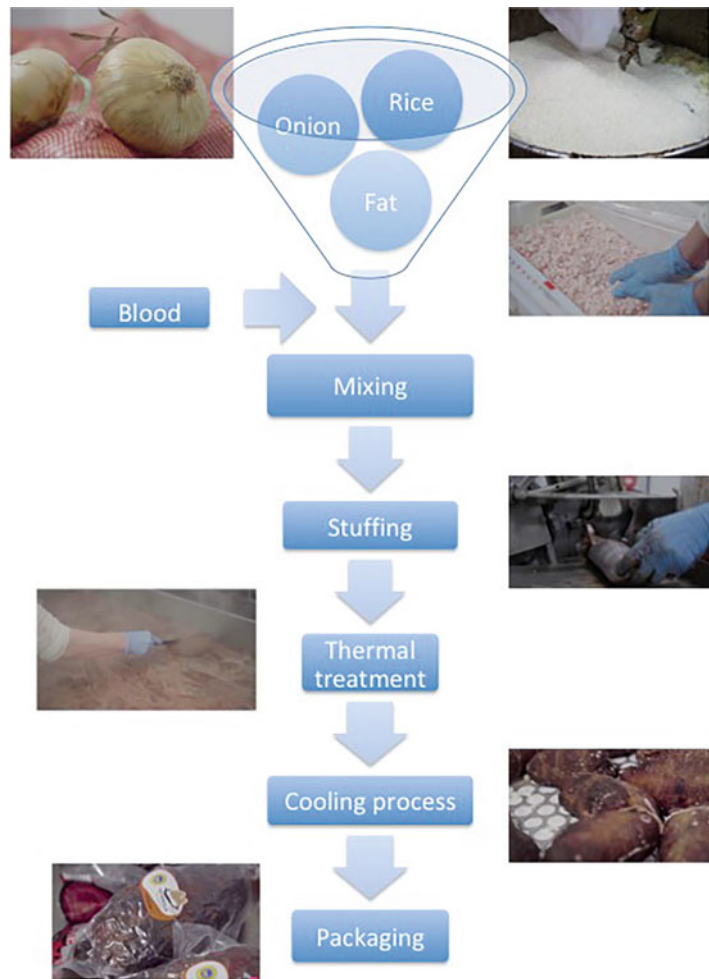 Onion
Rice
Fat
Blood
Mixing
Stuffing
Thermal
treatment
Cooling process
Packaging